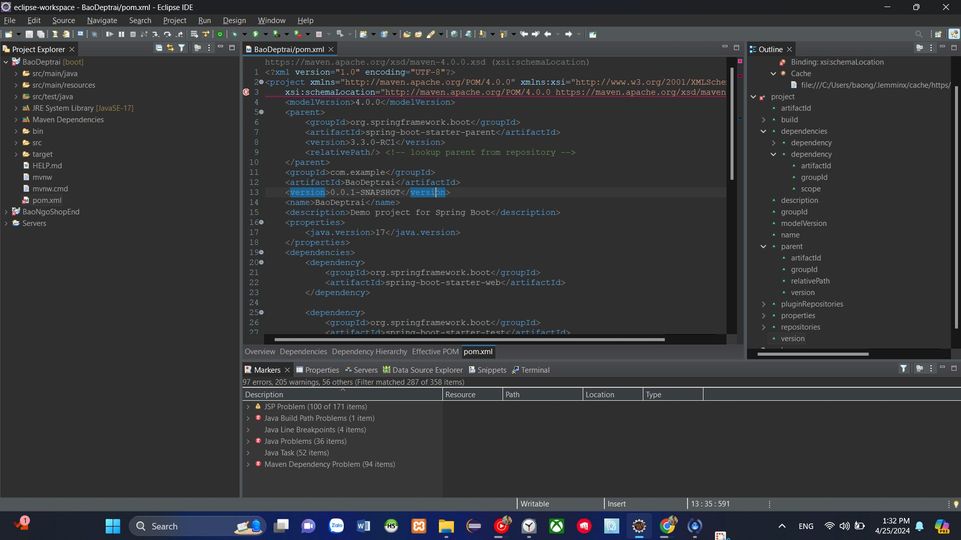 eclipse-workspace - BaoDeptrai/pom.xml - Eclipse IDE
File Edit Source Navigate Search Project Run Design Window Help
Project Explorer
BaoDeptrai [boot]
src/main/java
src/main/resources
src/test/java
JRE System Library [JavaSE-17]
Maven Dependencies
bin
src
target
HELP.md
mvnw
mvnw.cmd
pom.xml
BaoNgoShopEnd
Servers
BaoDeptrai/pom.xml
https://maven.apache.org/xsd/maven-4.0.0.xsd (xsi:schemaLocation)
1 <?xml version="1.0" encoding="UTF-8"?>
2 <project xmlns="http://maven.apache.org/POM/4.0.0" xmlns:xsi="http://www.w3.org/2001/XMLSchem
3 xsi:schemaLocation="http://maven.apache.org/POM/4.0.0 https://maven.apache.org/xsd/maven
4 <modelVersion>4.0.0</modelVersion>
5 <parent>
6 <groupId>org.springframework.boot</groupId>
7 <artifactId>spring-boot-starter-parent</artifactId>
8 <version>3.3.0-RC1</version>
9 <relativePath/> <!-- lookup parent from repository -->
10 </parent>
11 <groupId>com.example</groupId>
12 <artifactId>BaoDeptrai</artifactId>
13 <version>0.0.1-SNAPSHOT</version>
14 <name>BaoDeptrai</name>
15 <description>Demo project for Spring Boot</description>
16 <properties>
17 <java.version>17</java.version>
18 </properties>
19 <dependencies>
20 <dependency>
21 <groupId>org.springframework.boot</groupId>
22 <artifactId>spring-boot-starter-web</artifactId>
23 </dependency>
24
25 <dependency>
26 <groupId>org.springframework.boot</groupId>
27 <artifactId>spring-boot-starter-test</artifactId>
Overview Dependencies Dependency Hierarchy Effective POM pom.xml
Outline
Binding: xsi:schemaLocation
Cache
file:///C:/Users/baong/.lemminx/cache/https/
project
artifactId
build
dependencies
dependency
dependency
artifactId
groupId
scope
description
groupId
modelVersion
name
parent
artifactId
groupId
relativePath
version
pluginRepositories
properties
repositories
version
Markers Properties Servers Data Source Explorer Snippets Terminal
97 errors, 205 warnings, 56 others (Filter matched 287 of 358 items)
Description Resource Path Location Type
JSP Problem (100 of 171 items)
Java Build Path Problems (1 item)
Java Line Breakpoints (4 items)
Java Problems (36 items)
Java Task (52 items)
Maven Dependency Problem (94 items)
Writable Insert 13 : 35 : 591
1 Search Zalo ENG 1:32 PM
4/25/2024